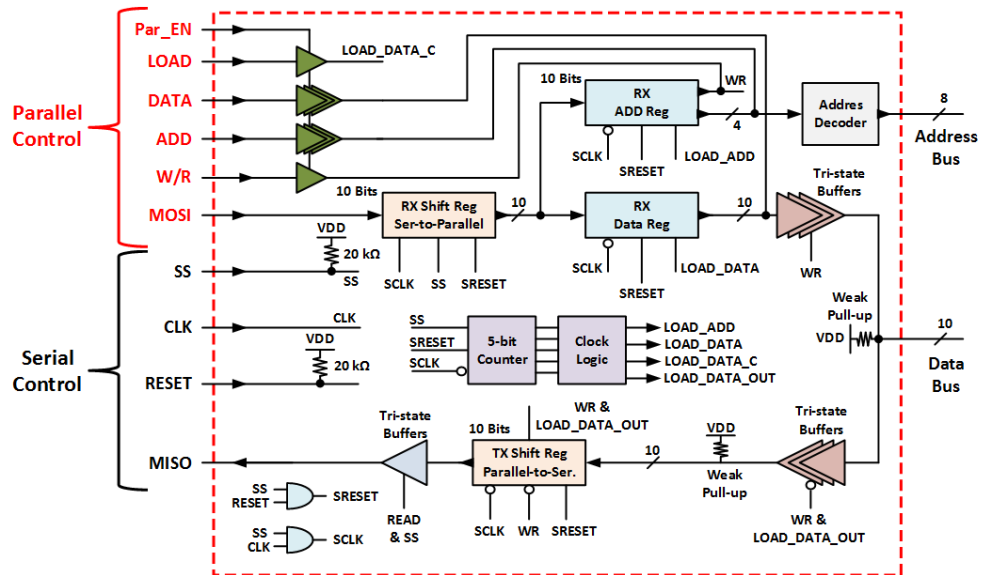 Par_EN
LOAD
DATA
ADD
W/R
MOSI
Parallel
Control
SS
CLK
RESET
MISO
Serial
Control
LOAD_DATA_C
10 Bits
RX
ADD Reg
WR
4
SCLK
SRESET
LOAD_ADD
Addres
Decoder
8
Address
Bus
10 Bits
RX Shift Reg
Ser-to-Parallel
10
SCLK
SS
SRESET
RX
Data Reg
10
SCLK
SRESET
LOAD_DATA
Tri-state
Buffers
WR
VDD
20 kΩ
SS
CLK
VDD
20 kΩ
SS
SRESET
SCLK
5-bit
Counter
Clock
Logic
LOAD_ADD
LOAD_DATA
LOAD_DATA_C
LOAD_DATA_OUT
Weak
Pull-up
VDD
10
Data
Bus
Tri-state
Buffers
READ
& SS
10 Bits
WR &
LOAD_DATA_OUT
TX Shift Reg
Parallel-to-Ser.
SCLK
WR
SRESET
10
VDD
Weak
Pull-up
Tri-state
Buffers
WR &
LOAD_DATA_OUT
SS
RESET
SRESET
SS
CLK
SCLK